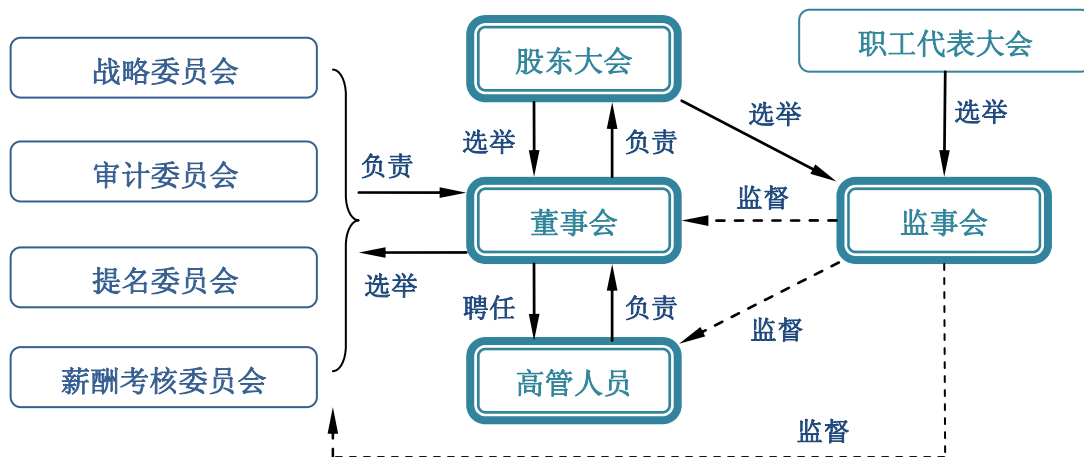 战略委员会
股东大会
职工代表大会
选举
负责
选举
选举
审计委员会
负责
董事会
监督
监事会
提名委员会
选举
聘任
负责
监督
薪酬考核委员会
高管人员
监督